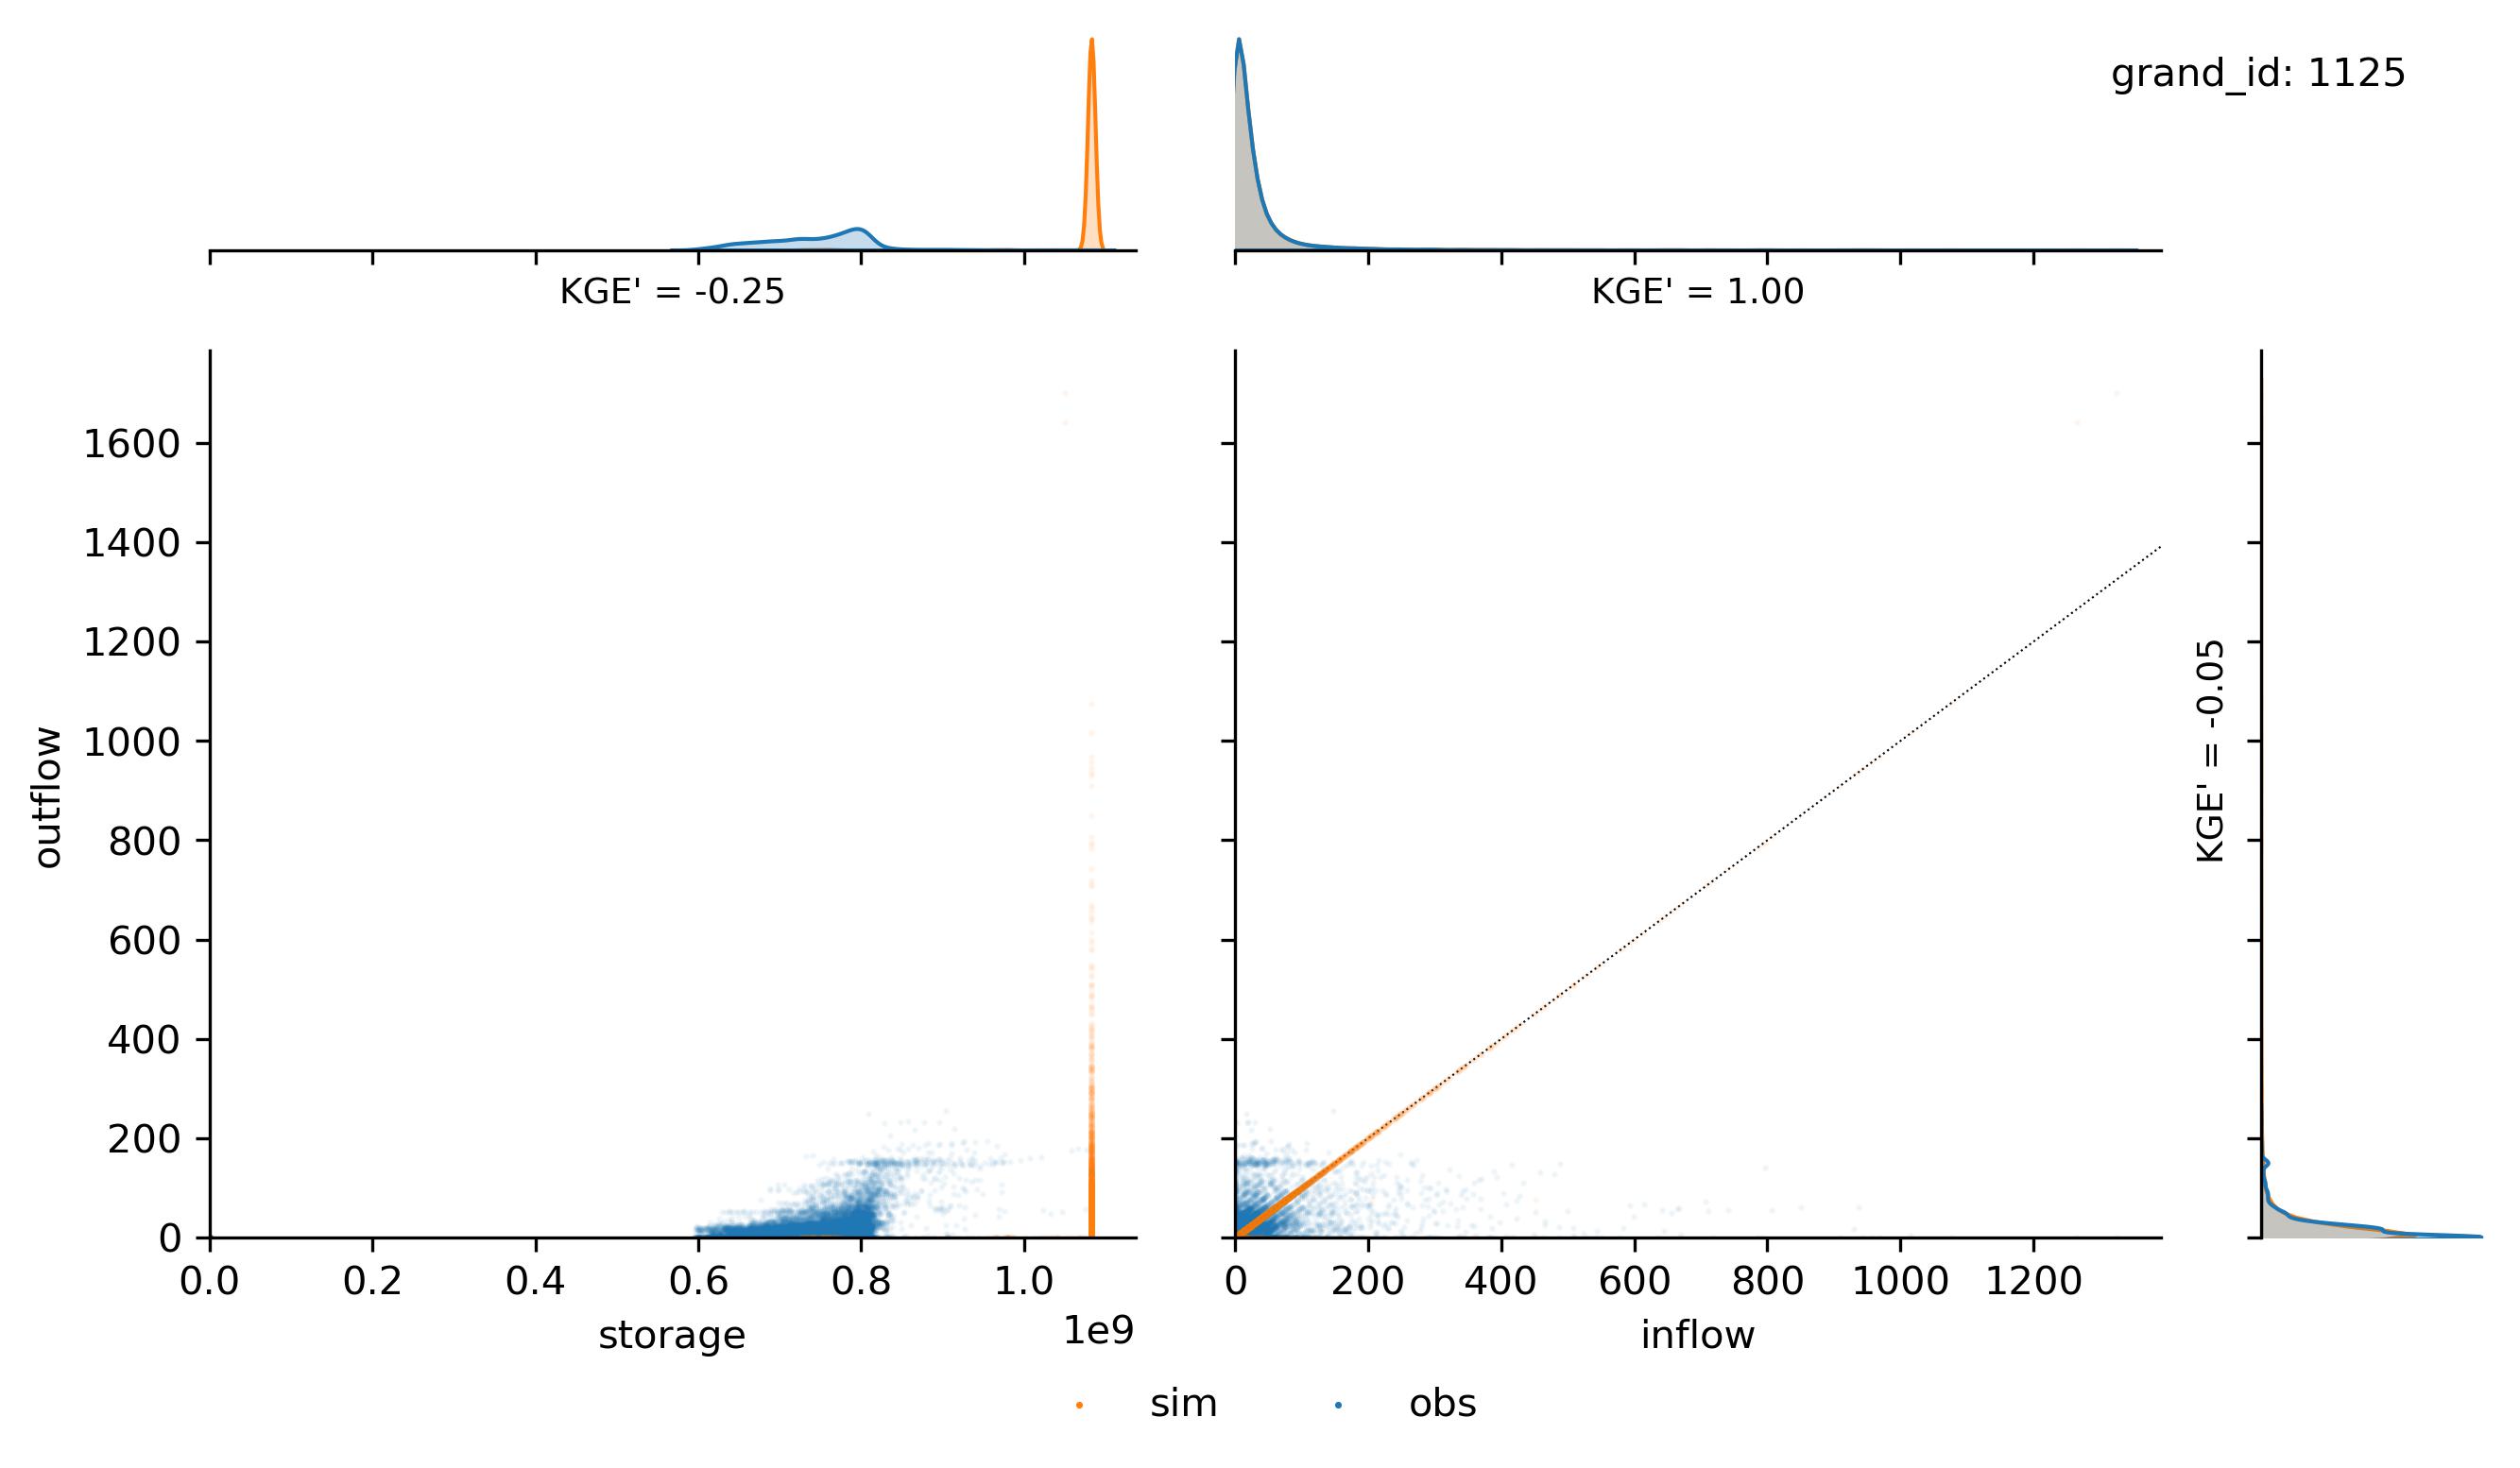 grand_id: 1125
KGE' = -0.25
KGE' = 1.00
1600
1400
1200
1000
800
600
400
200
0
outflow
KGE' = -0.05
0.0 0.2 0.4 0.6 0.8 1.0
storage
1e9
0 200 400 600 800 1000 1200
inflow
sim obs